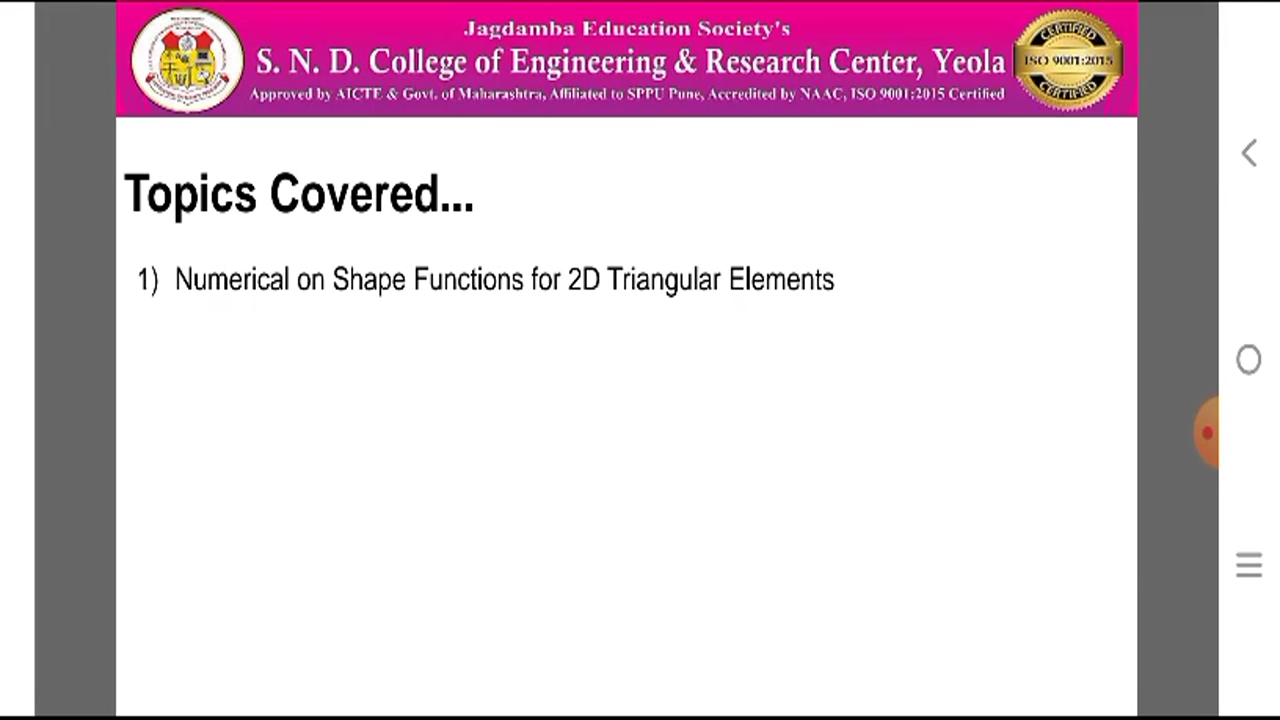 Jagdamba Education Society's
S. N. D. College of Engineering & Research Center, Yeola
Approved by AICTE & Govt. of Maharashtra, Affiliated to SPPU Pune, Accredited by NAAC, ISO 9001:2015 Certified
CERTIFIED
ISO 9001:2015
CERTIFIED
Topics Covered...
1) Numerical on Shape Functions for 2D Triangular Elements